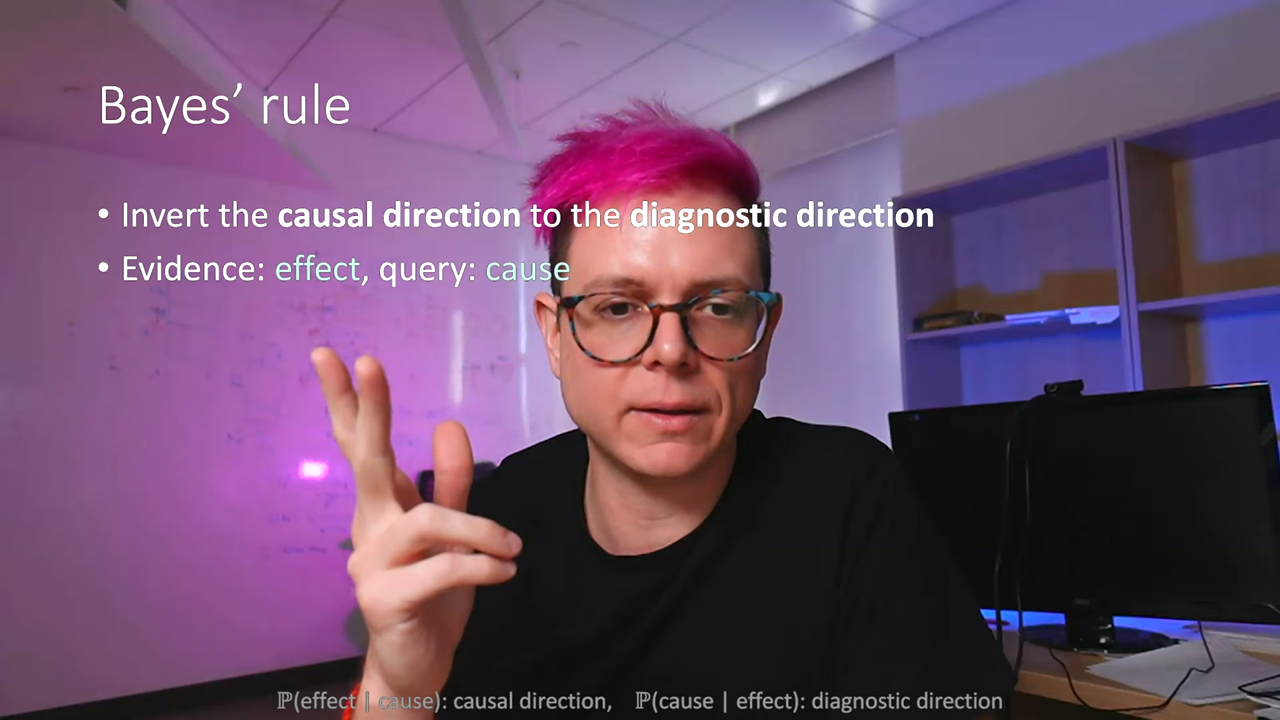 Bayes’ rule
• Invert the causal direction to the diagnostic direction
• Evidence: effect, query: cause
ℙ(effect | cause): causal direction, ℙ(cause | effect): diagnostic direction